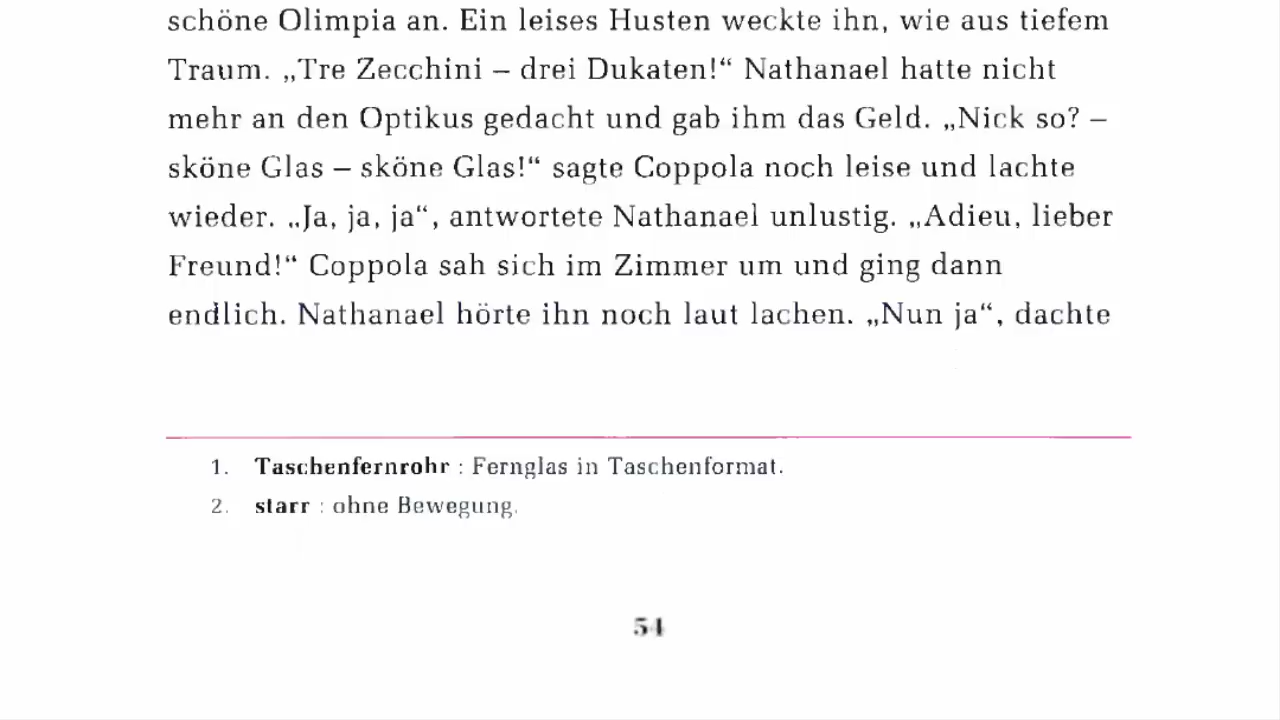 schöne Olimpia an. Ein leises Husten weckte ihn, wie aus tiefem
Traum. „Tre Zecchini – drei Dukaten!“ Nathanael hatte nicht
mehr an den Optikus gedacht und gab ihm das Geld. „Nick so? –
sköne Glas – sköne Glas!“ sagte Coppola noch leise und lachte
wieder. „Ja, ja, ja“, antwortete Nathanael unlustig. „Adieu, lieber
Freund!“ Coppola sah sich im Zimmer um und ging dann
endlich. Nathanael hörte ihn noch laut lachen. „Nun ja“, dachte
1. Taschenfernrohr : Fernglas in Taschenformat.
2. starr : ohne Bewegung.
54